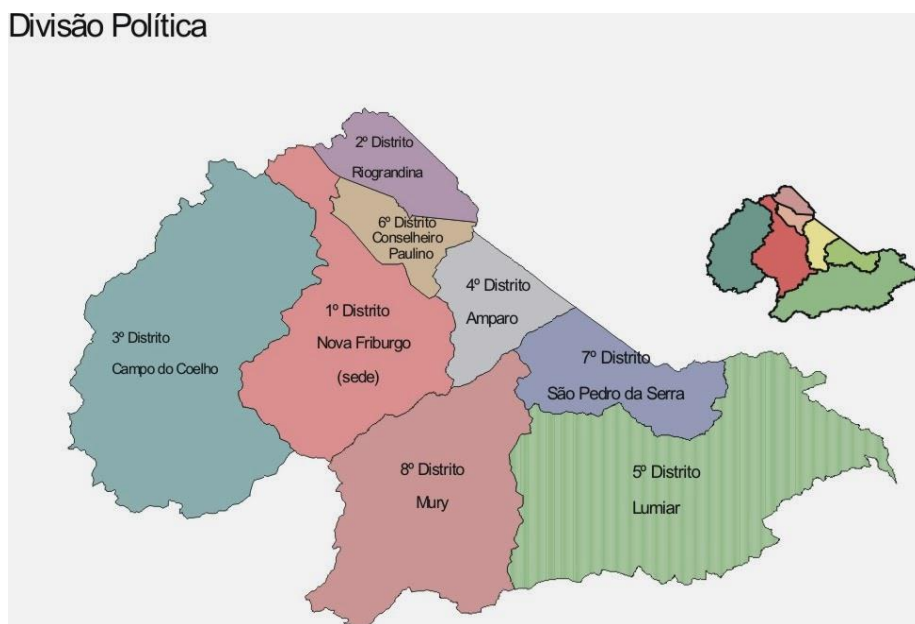 Divisão Política
2º Distrito
Riograndina
6º Distrito
Conselheiro
Paulino
4º Distrito
Amparo
1º Distrito
Nova Friburgo
(sede)
3º Distrito
Campo do Coelho
7º Distrito
São Pedro da Serra
8º Distrito
Mury
5º Distrito
Lumiar